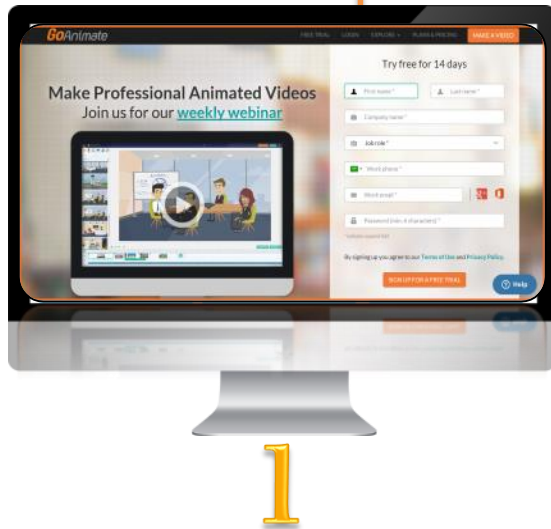 GoAnimate
FREE TRIAL LOGIN EXPLORE PLANS & PRICING MAKE A VIDEO
Try free for 14 days
Make Professional Animated Videos
Join us for our weekly webinar
First name * Last name *
Company name *
Job role *
Work phone *
Work email *
Password (min. 4 characters) *
By signing up you agree to our Terms of Use and Privacy Policy.
SIGN UP FOR A FREE TRIAL
Help
1